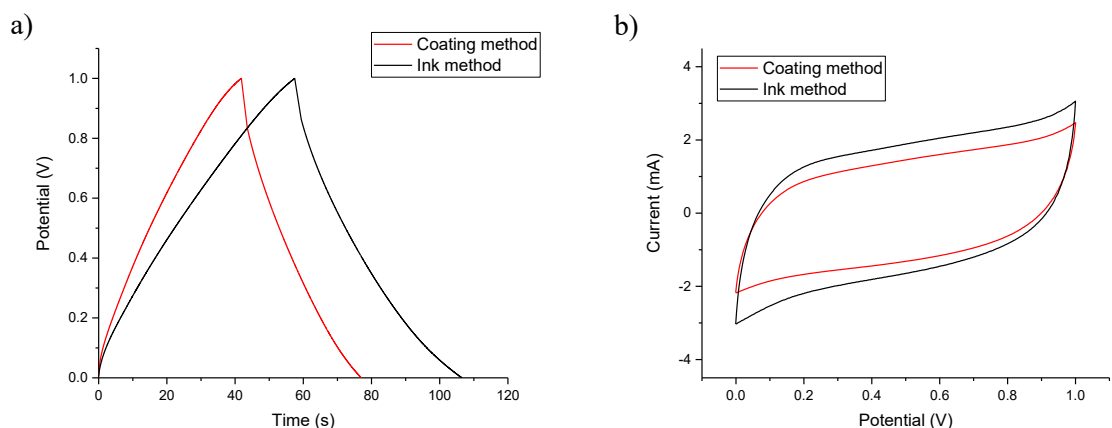 a)
Coating method
Ink method
1.0
0.8
0.6
0.4
0.2
0.0
0 20 40 60 80 100 120
Potential (V)
Time (s)
b)
Coating method
Ink method
4
2
0
-2
-4
0.0 0.2 0.4 0.6 0.8 1.0
Current (mA)
Potential (V)